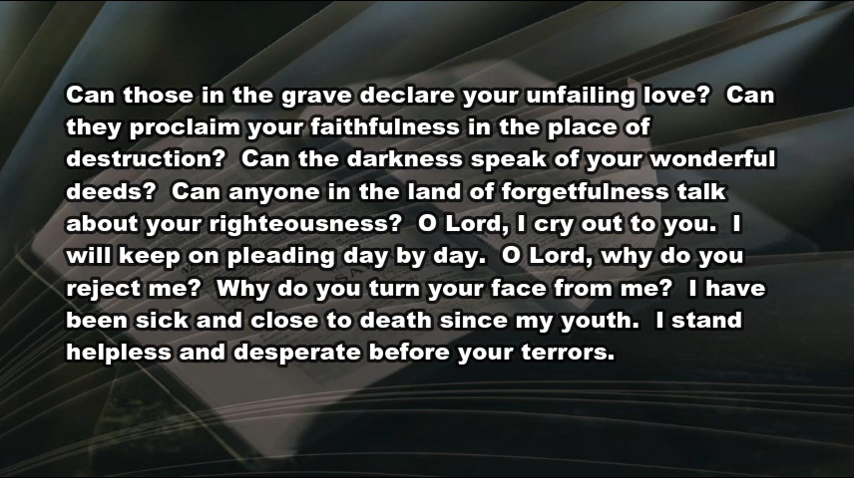 Can those in the grave declare your unfailing love?  Can
they proclaim your faithfulness in the place of
destruction?  Can the darkness speak of your wonderful
deeds?  Can anyone in the land of forgetfulness talk
about your righteousness?  O Lord, I cry out to you.  I
will keep on pleading day by day.  O Lord, why do you
reject me?  Why do you turn your face from me?  I have
been sick and close to death since my youth.  I stand
helpless and desperate before your terrors.